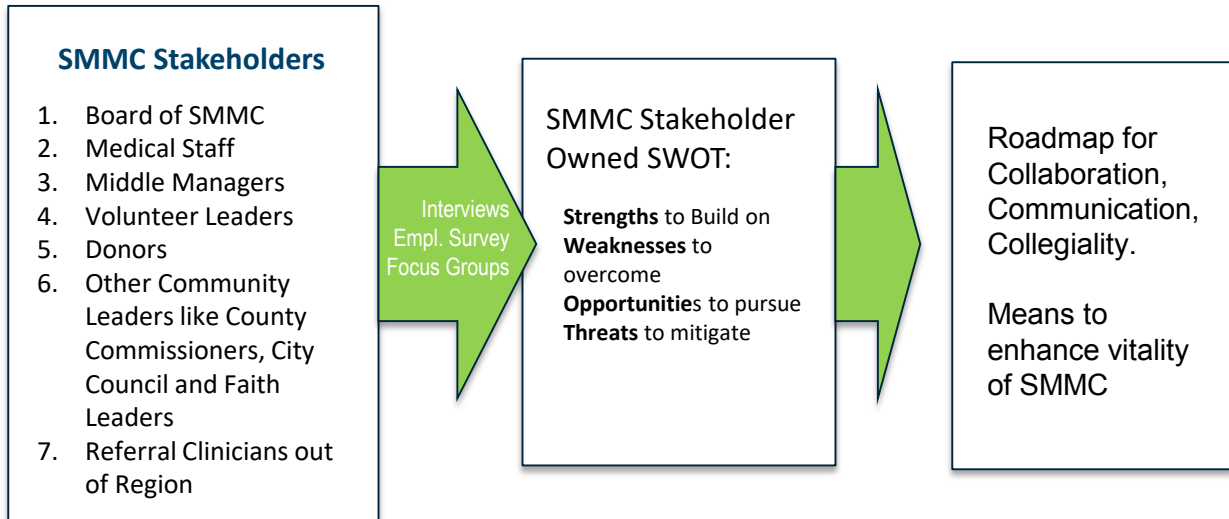 SMMC Stakeholders
1. Board of SMMC
2. Medical Staff
3. Middle Managers
4. Volunteer Leaders
5. Donors
6. Other Community
Leaders like County
Commissioners, City
Council and Faith
Leaders
7. Referral Clinicians out
of Region
Interviews
Empl. Survey
Focus Groups
SMMC Stakeholder
Owned SWOT:
Strengths to Build on
Weaknesses to
overcome
Opportunities to pursue
Threats to mitigate
Roadmap for
Collaboration,
Communication,
Collegiality.
Means to
enhance vitality
of SMMC